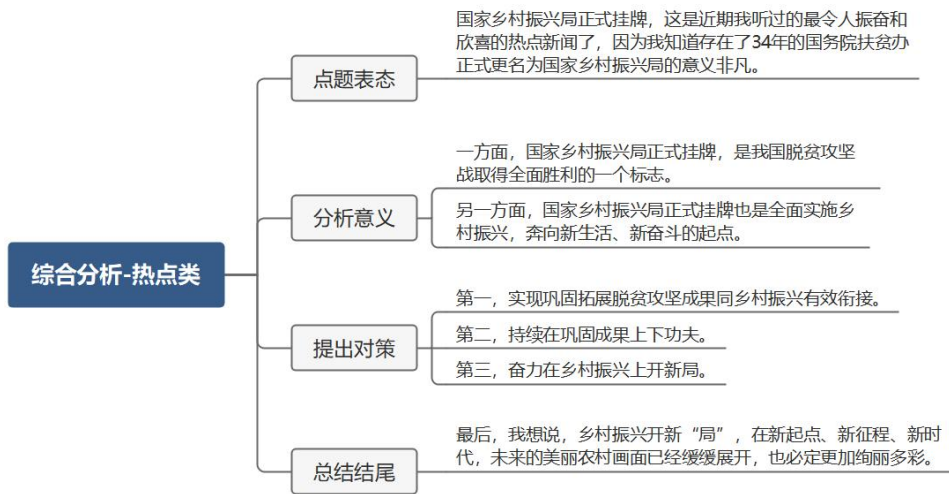 综合分析-热点类
点题表态
国家乡村振兴局正式挂牌，这是近期我听过的最令人振奋和
欣喜的热点新闻了，因为我知道存在了34年的国务院扶贫办
正式更名为国家乡村振兴局的意义非凡。
分析意义
一方面，国家乡村振兴局正式挂牌，是我国脱贫攻坚
战取得全面胜利的一个标志。
另一方面，国家乡村振兴局正式挂牌也是全面实施乡
村振兴，奔向新生活、新奋斗的起点。
提出对策
第一，实现巩固拓展脱贫攻坚成果同乡村振兴有效衔接。
第二，持续在巩固成果上下功夫。
第三，奋力在乡村振兴上开新局。
总结结尾
最后，我想说，乡村振兴开新“局”，在新起点、新征程、新时
代，未来的美丽农村画面已经缓缓展开，也必定更加绚丽多彩。